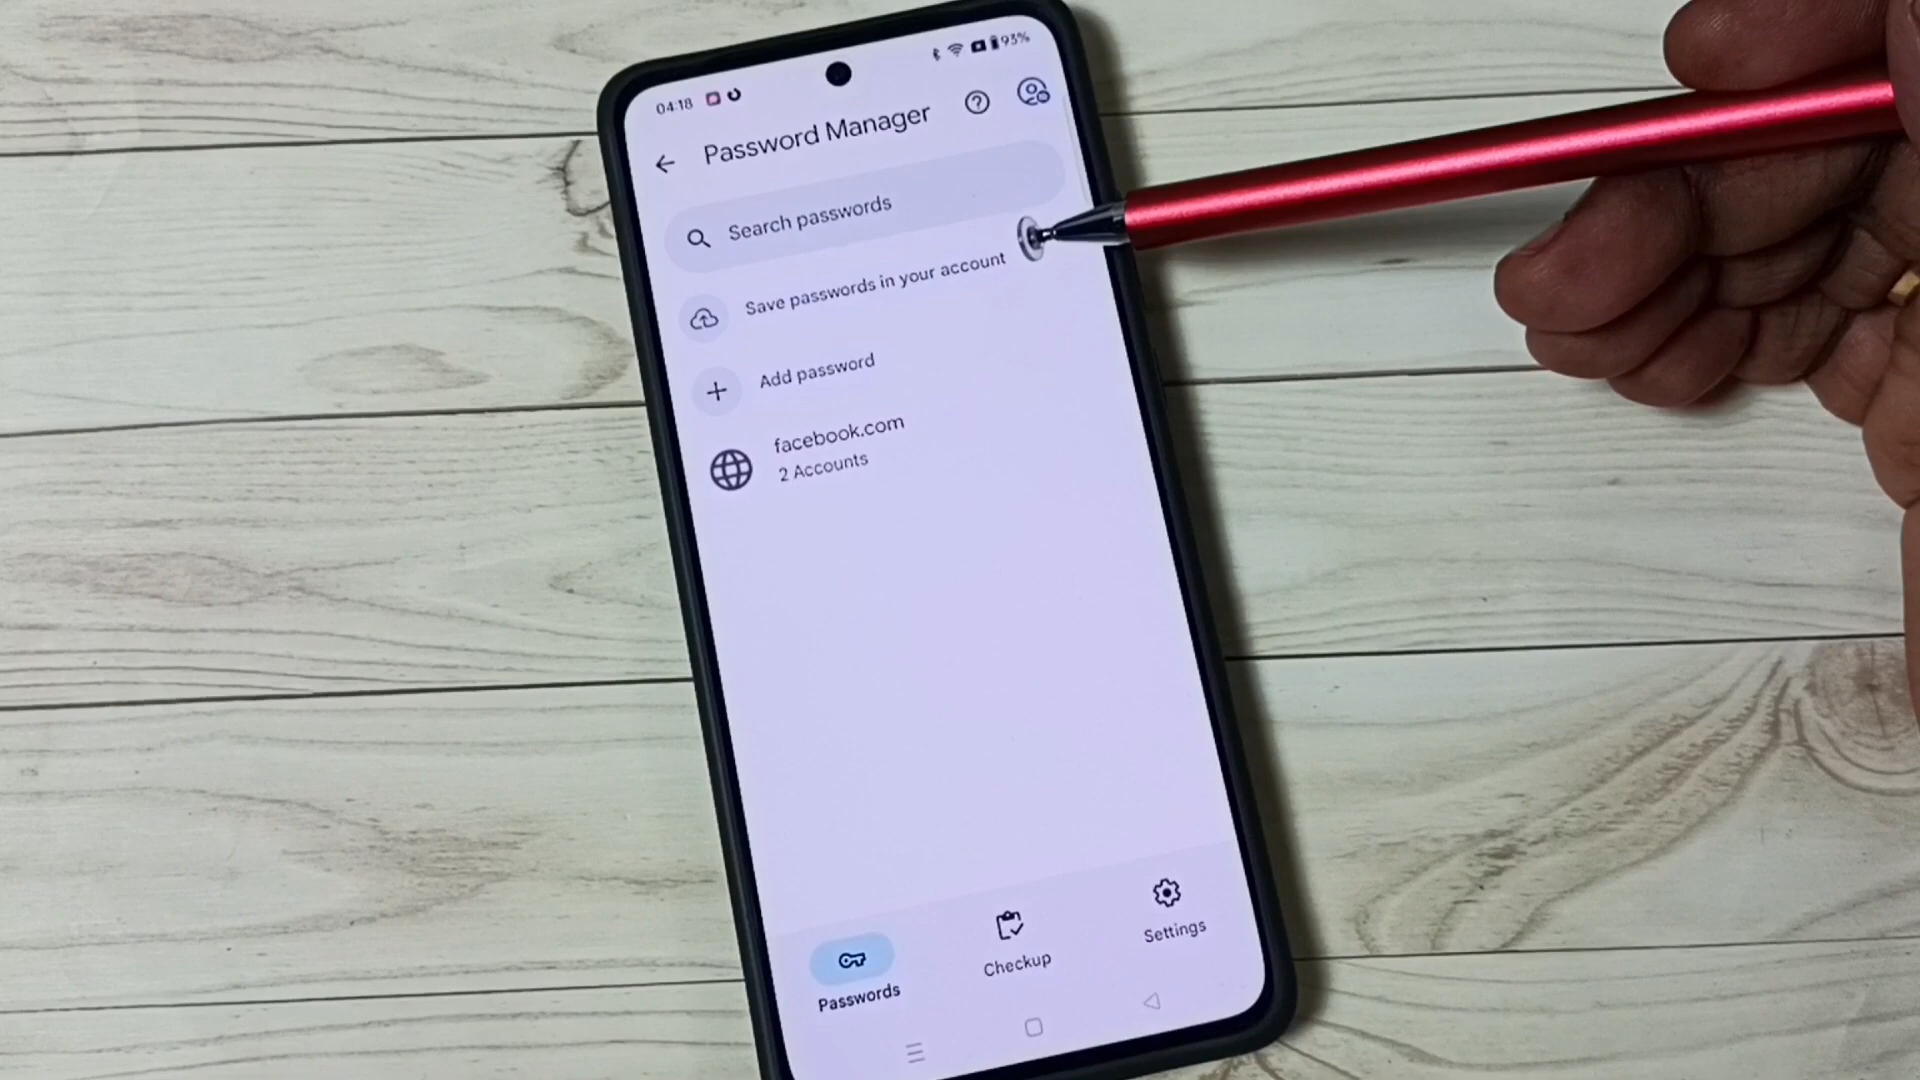 04:18
93%
Password Manager
Search passwords
Save passwords in your account
Add password
facebook.com
2 Accounts
Passwords
Checkup
Settings